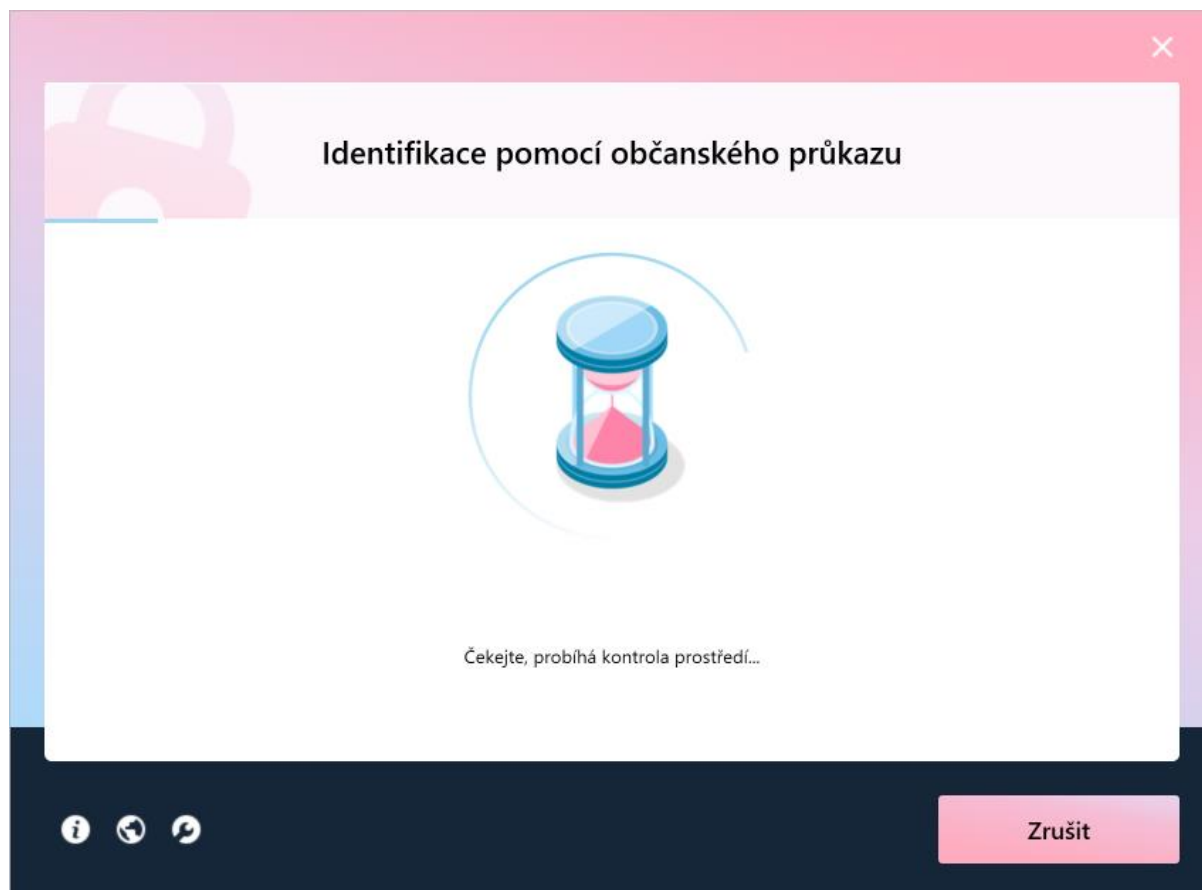 Identifikace pomocí občanského průkazu
Čekejte, probíhá kontrola prostředí...
Zrušit